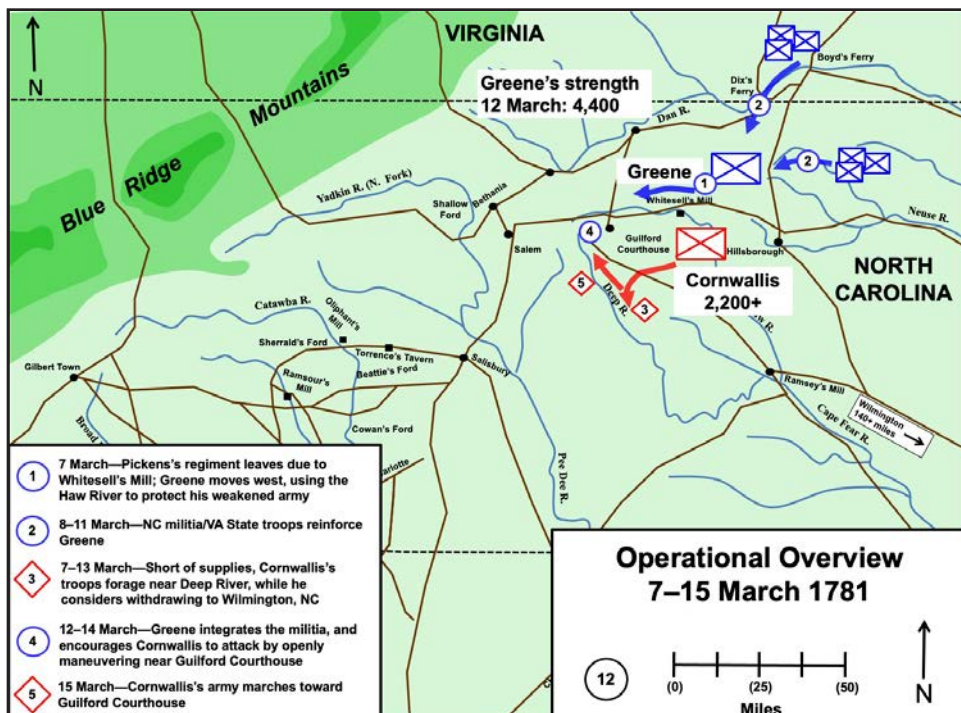 VIRGINIA
Boyd's Ferry
Dix's
Ferry
2
Greene's strength
12 March: 4,400
N
Blue Ridge Mountains
Dan R.
Greene
1
2
Yadkin R. (N. Fork)
Bethania
Shallow
Ford
Whitesell's Mill
Neuse R.
4
Salem
Guilford
Courthouse
Hillsborough
NORTH
CAROLINA
5
Deep R.
3
Cornwallis
2,200+
Catawba R.
Oliphant's
Mill
Sherrald's Ford
Torrence's Tavern
Beattie's Ford
Salisbury
Gilbert Town
Ramsour's
Mill
Ramsey's Mill
Cowan's Ford
Wilmington
140+ miles
Cape Fear R.
Broad
Pee Dee R.
1
7 March—Pickens's regiment leaves due to
Whitesell's Mill; Greene moves west, using the
Haw River to protect his weakened army
2
8–11 March—NC militia/VA State troops reinforce
Greene
3
7–13 March—Short of supplies, Cornwallis's
troops forage near Deep River, while he
considers withdrawing to Wilmington, NC
4
12–14 March—Greene integrates the militia, and
encourages Cornwallis to attack by openly
maneuvering near Guilford Courthouse
5
15 March—Cornwallis's army marches toward
Guilford Courthouse
Operational Overview
7–15 March 1781
12
(0) (25) (50)
Miles
N